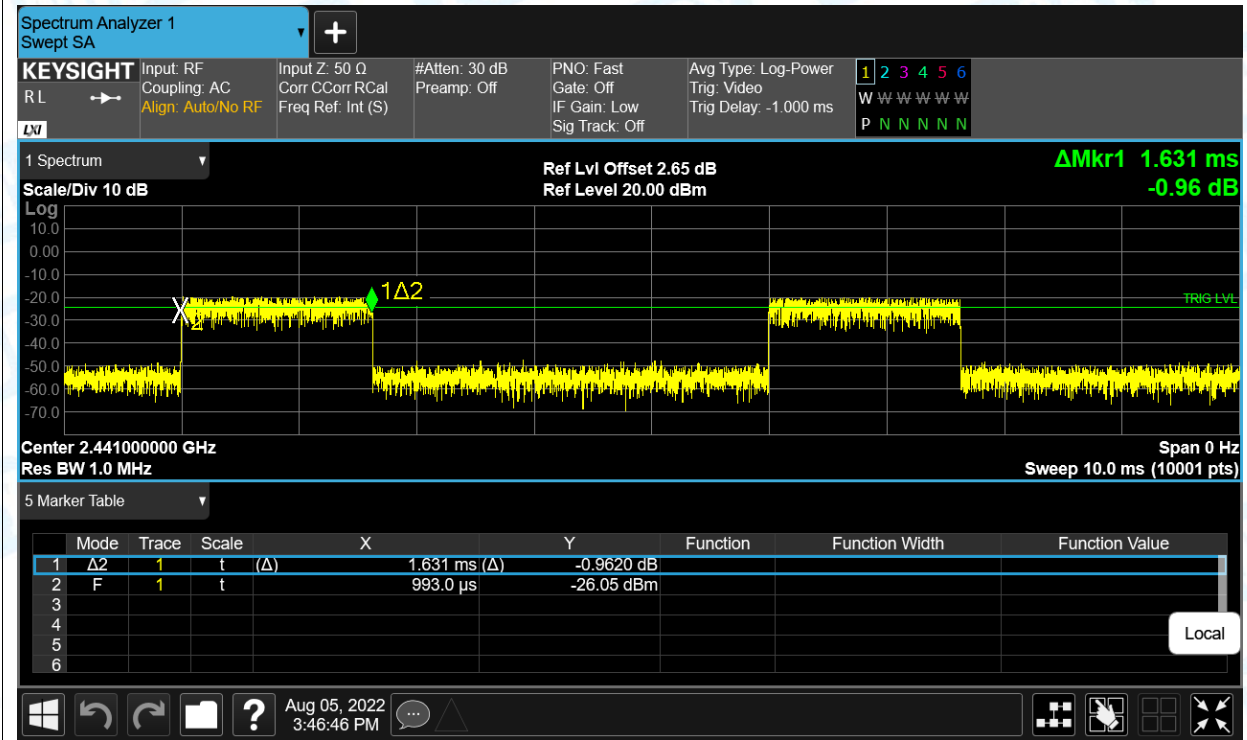 Spectrum Analyzer 1
Swept SA
+
KEYSIGHT Input: RF Input Z: 50 Ω #Atten: 30 dB PNO: Fast Avg Type: Log-Power 1 2 3 4 5 6
RL Coupling: AC Corr CCorr RCal Preamp: Off Gate: Off Trig: Video W W W W W W
Align: Auto/No RF Freq Ref: Int (S) IF Gain: Low Trig Delay: -1.000 ms
LXI Sig Track: Off P N N N N N
1 Spectrum Ref Lvl Offset 2.65 dB ΔMkr1 1.631 ms
Scale/Div 10 dB Ref Level 20.00 dBm -0.96 dB
Log
10.0
0.00
-10.0
-20.0 1Δ2 TRIG LVL
-30.0 2
-40.0
-50.0
-60.0
-70.0
Center 2.441000000 GHz Span 0 Hz
Res BW 1.0 MHz Sweep 10.0 ms (10001 pts)
5 Marker Table
Mode Trace Scale X Y Function Function Width Function Value
1 Δ2 1 t (Δ) 1.631 ms (Δ) -0.9620 dB
2 F 1 t 993.0 µs -26.05 dBm
3
4
5 Local
6
? Aug 05, 2022
3:46:46 PM